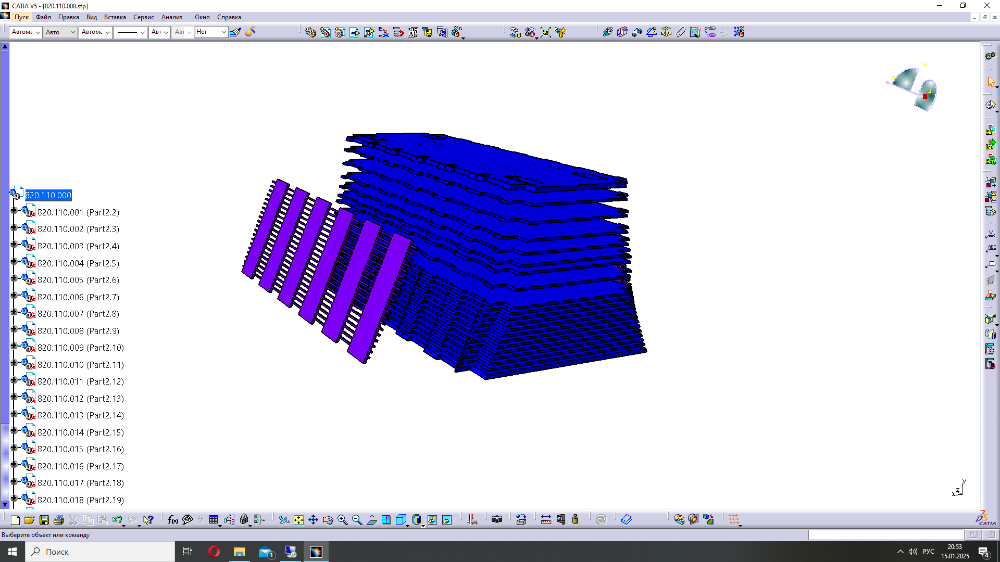 CATIA V5 - [820.110.000.stp]
Пуск Файл Правка Вид Вставка Сервис Анализ Окно Справка
Автома Авто Автома Авт Авт Нет
820.110.000
820.110.001 (Part2.2)
820.110.002 (Part2.3)
820.110.003 (Part2.4)
820.110.004 (Part2.5)
820.110.005 (Part2.6)
820.110.006 (Part2.7)
820.110.007 (Part2.8)
820.110.008 (Part2.9)
820.110.009 (Part2.10)
820.110.010 (Part2.11)
820.110.011 (Part2.12)
820.110.012 (Part2.13)
820.110.013 (Part2.14)
820.110.014 (Part2.15)
820.110.015 (Part2.16)
820.110.016 (Part2.17)
820.110.017 (Part2.18)
820.110.018 (Part2.19)
ABC
y
z
x
f(x)
CATIA
Выберите объект или команду
Поиск
1
РУС
20:53
15.01.2025
4